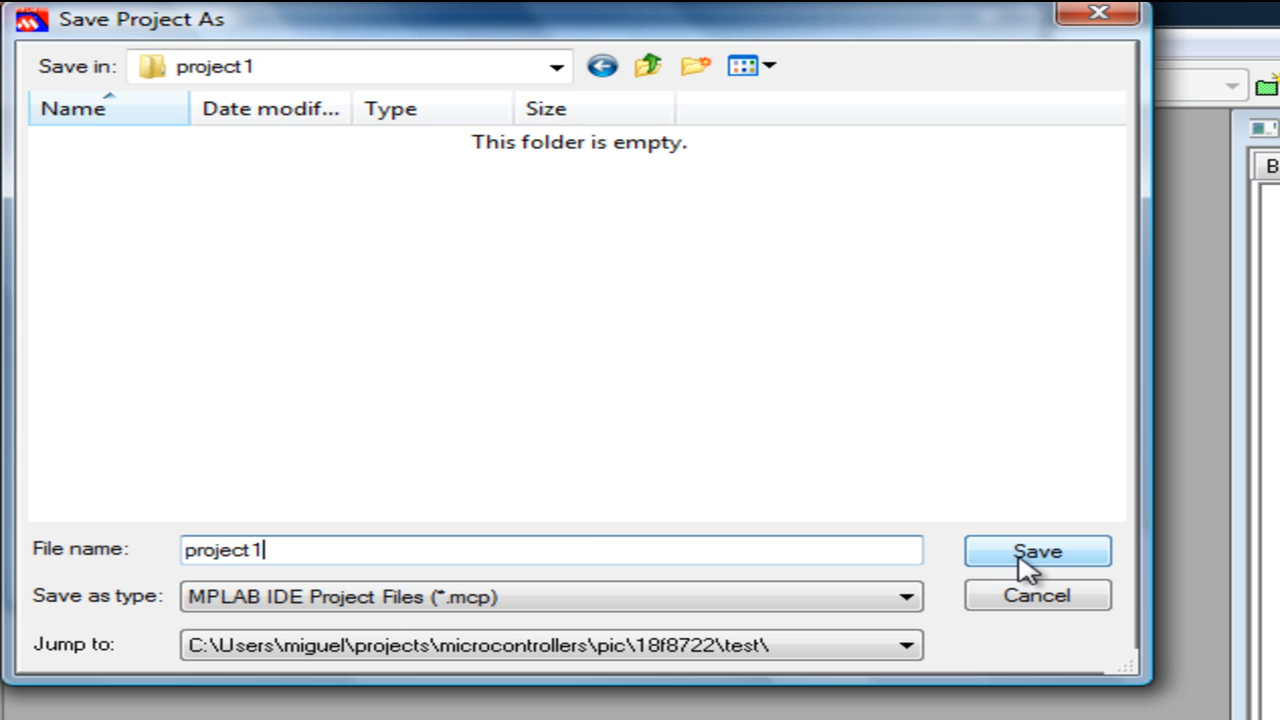 Save Project As
Save in: project1
Name Date modif... Type Size
This folder is empty.
File name: project1 Save
Save as type: MPLAB IDE Project Files (*.mcp) Cancel
Jump to: C:\Users\miguel\projects\microcontrollers\pic\18f8722\test\
B